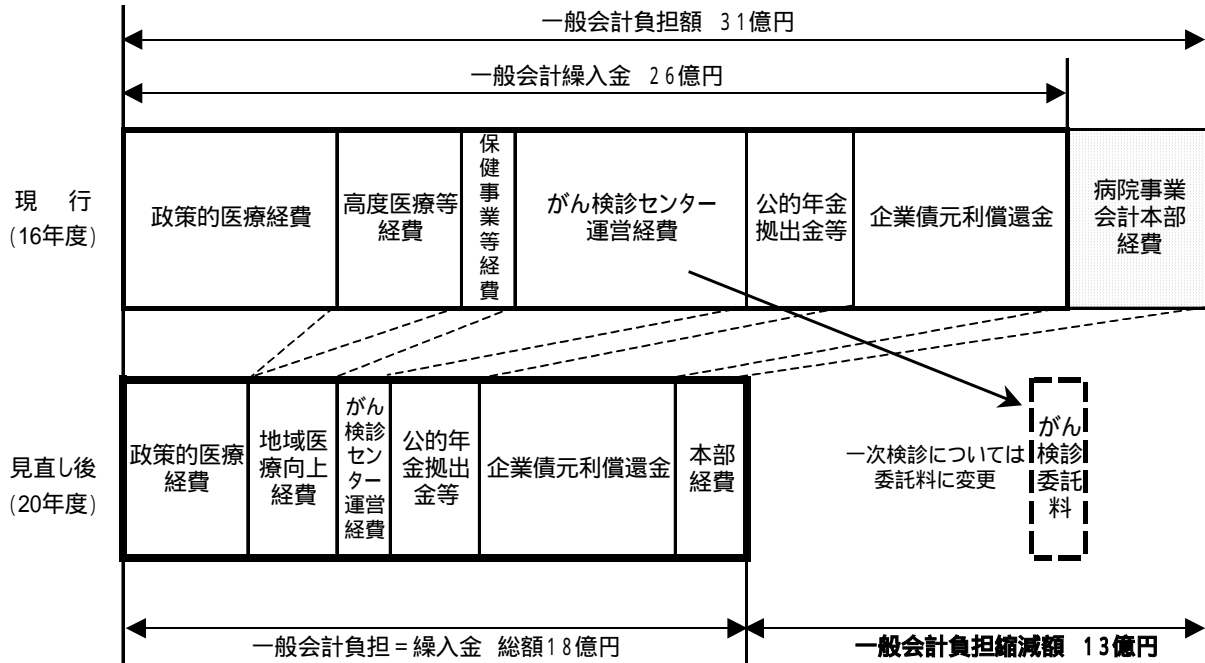 一般会計負担額 31億円
一般会計繰入金 26億円
現 行
(16年度)
政策的医療経費
高度医療等
経費
保健事業等経費
がん検診センター
運営経費
公的年金
拠出金等
企業債元利償還金
病院事業
会計本部
経費
見直し後
(20年度)
政策的医療
経費
地域医
療向上
経費
がん
検診
セン
ター
運営
経費
公的年
金拠出
金等
企業債元利償還金
本部
経費
一次検診については
委託料に変更
がん
検診
委託
料
一般会計負担=繰入金 総額18億円
一般会計負担縮減額 13億円